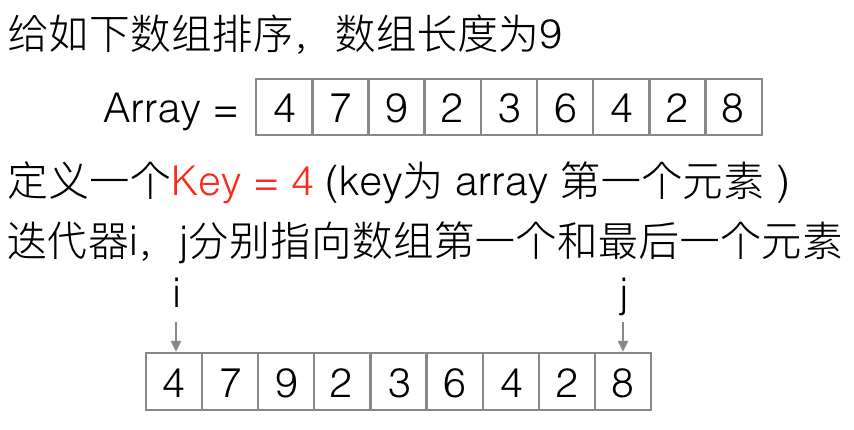 给如下数组排序，数组长度为9
Array = 4 7 9 2 3 6 4 2 8
定义一个Key = 4 (key为 array 第一个元素 )
迭代器i，j分别指向数组第一个和最后一个元素
i j
4 7 9 2 3 6 4 2 8